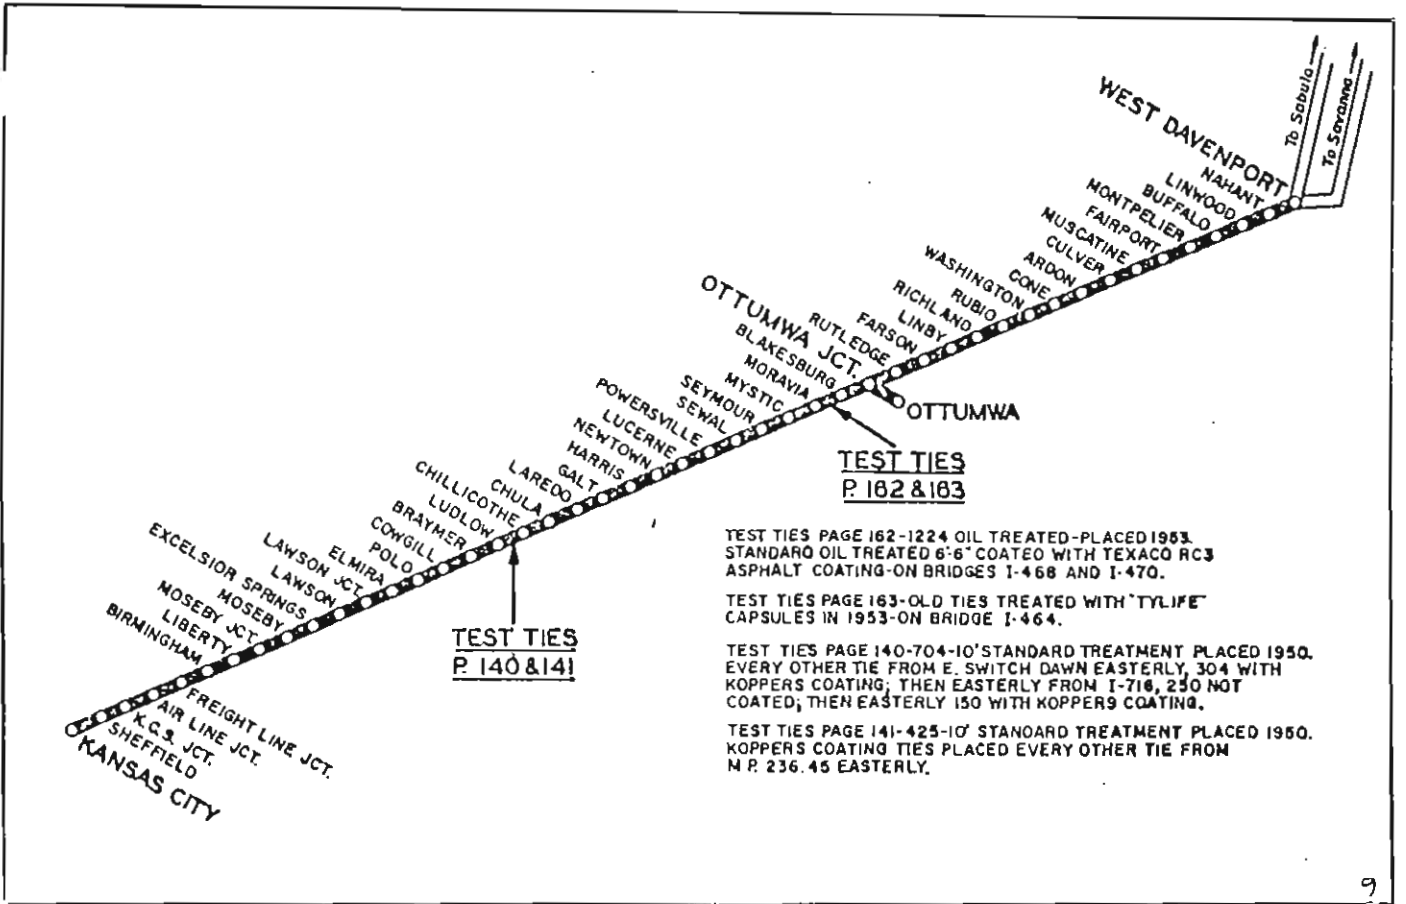 To Sabula
To Savanna
WEST DAVENPORT
NAHANT
LINWOOD
BUFFALO
MONTPELIER
FAIRPORT
MUSCATINE
CULVER
ARDON
CONE
WASHINGTON
RUBIO
RICHLAND
LINBY
FARSON
RUTLEDGE
OTTUMWA JCT.
OTTUMWA
BLAKESBURG
MORAVIA
MYSTIC
SEYMOUR
SEWAL
POWERSVILLE
LUCERNE
NEWTOWN
HARRIS
GALT
LAREDO
CHULA
CHILLICOTHE
LUDLOW
BRAYMER
COWGILL
POLO
ELMIRA
LAWSON JCT.
LAWSON
EXCELSIOR SPRINGS
MOSEBY
MOSEBY JCT.
LIBERTY
BIRMINGHAM
FREIGHT LINE JCT.
AIR LINE JCT.
K.C.S. JCT.
SHEFFIELD
KANSAS CITY
TEST TIES
P. 140 & 141
TEST TIES
P. 162 & 163
TEST TIES PAGE 162-1224 OIL TREATED-PLACED 1953.
STANDARD OIL TREATED 6'-6" COATED WITH TEXACO RC3
ASPHALT COATING-ON BRIDGES I-468 AND I-470.
TEST TIES PAGE 163-OLD TIES TREATED WITH "TYLIFE"
CAPSULES IN 1953-ON BRIDGE I-464.
TEST TIES PAGE 140-704-10' STANDARD TREATMENT PLACED 1950.
EVERY OTHER TIE FROM E. SWITCH DAWN EASTERLY, 304 WITH
KOPPERS COATING; THEN EASTERLY FROM I-716, 250 NOT
COATED; THEN EASTERLY 150 WITH KOPPERS COATING.
TEST TIES PAGE 141-425-10' STANDARD TREATMENT PLACED 1950.
KOPPERS COATING TIES PLACED EVERY OTHER TIE FROM
M.P. 236.45 EASTERLY.
9